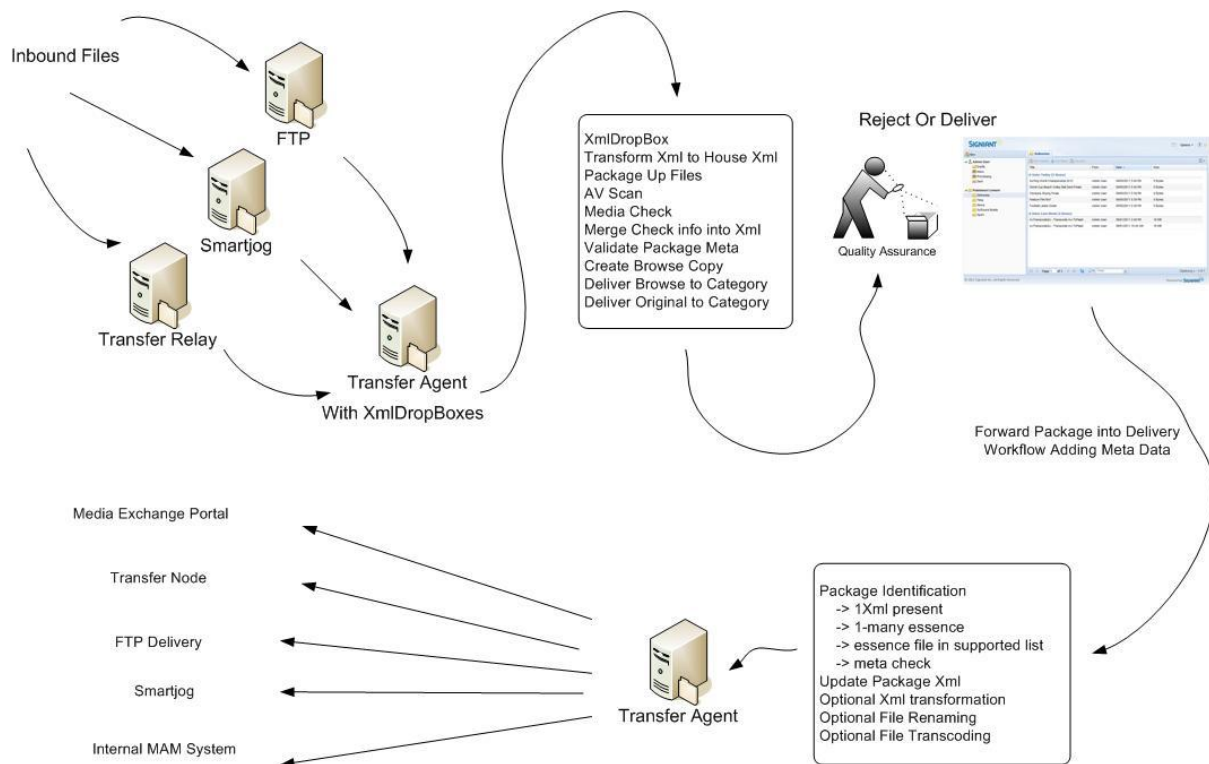 Inbound Files
FTP
Smartjog
Transfer Relay
Transfer Agent
With XmlDropBoxes
XmlDropBox
Transform Xml to House Xml
Package Up Files
AV Scan
Media Check
Merge Check info into Xml
Validate Package Meta
Create Browse Copy
Deliver Browse to Category
Deliver Original to Category
Quality Assurance
Reject Or Deliver
SIGNIANT
Forward Package into Delivery
Workflow Adding Meta Data
Package Identification
-> 1Xml present
-> 1-many essence
-> essence file in supported list
-> meta check
Update Package Xml
Optional Xml transformation
Optional File Renaming
Optional File Transcoding
Transfer Agent
Media Exchange Portal
Transfer Node
FTP Delivery
Smartjog
Internal MAM System